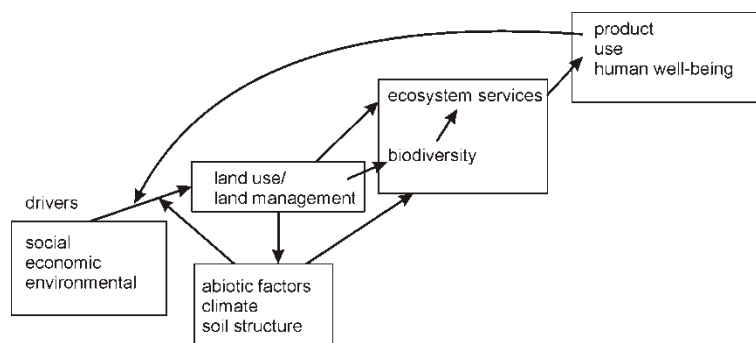 product
use
human well-being
ecosystem services
biodiversity
land use/
land management
drivers
social
economic
environmental
abiotic factors
climate
soil structure